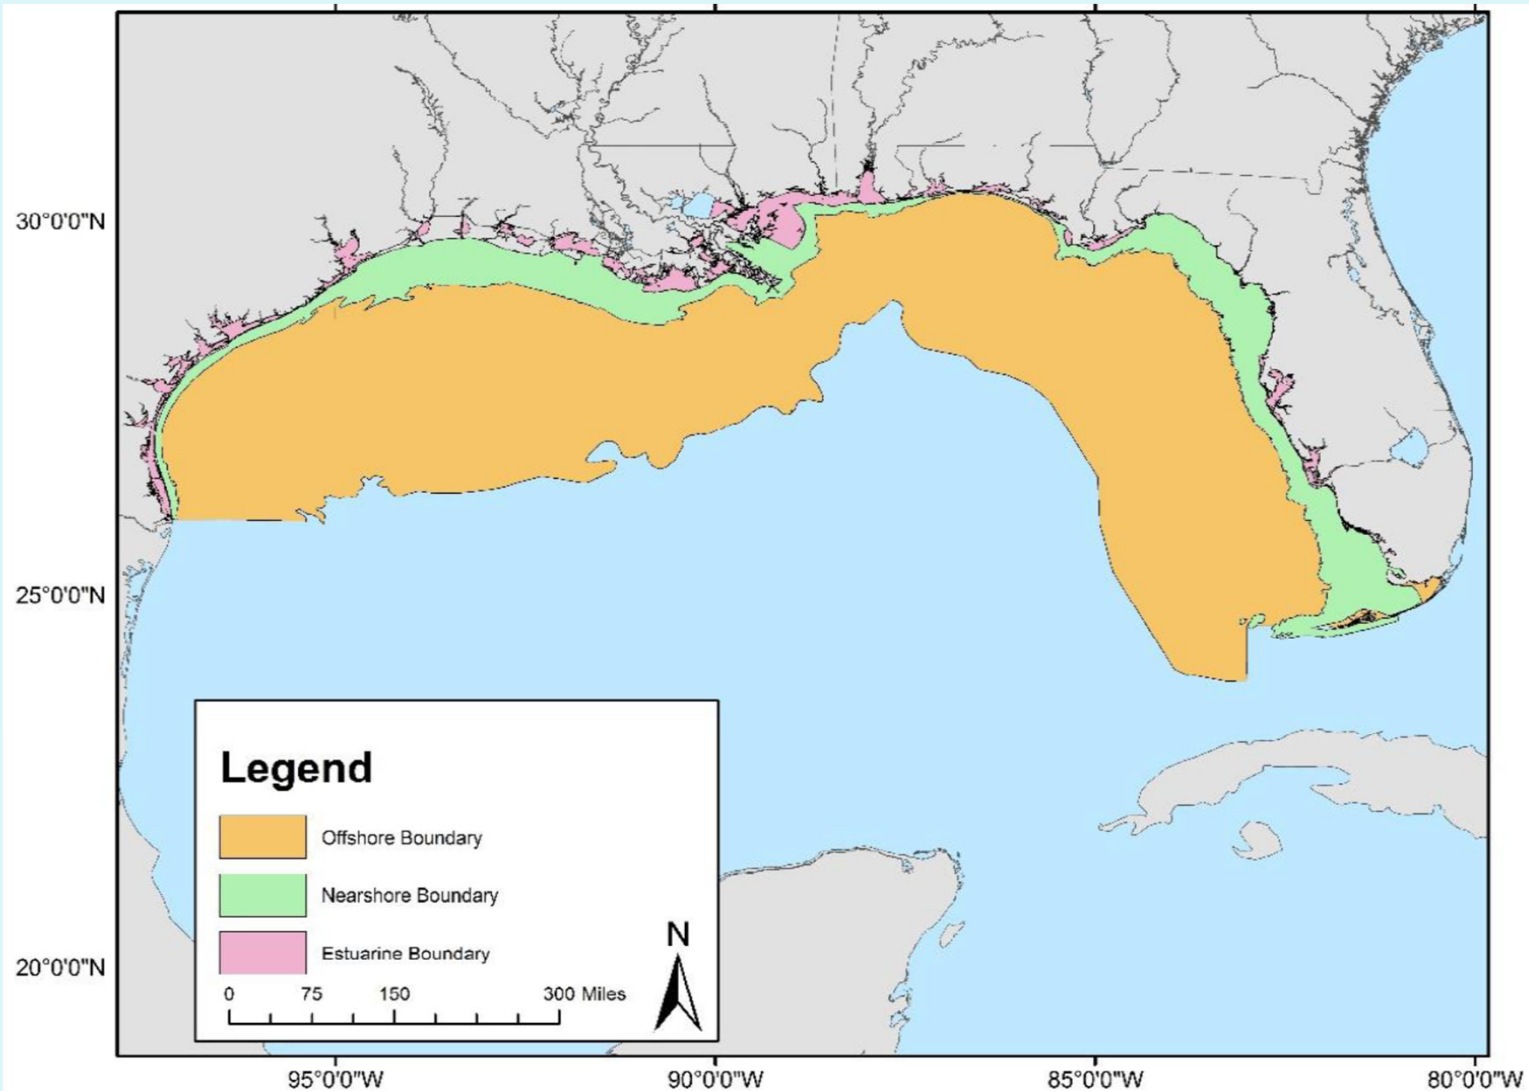 30°0'0"N
25°0'0"N
20°0'0"N
Legend
Offshore Boundary
Nearshore Boundary
Estuarine Boundary
N
0 75 150 300 Miles
95°0'0"W 90°0'0"W 85°0'0"W 80°0'0"W